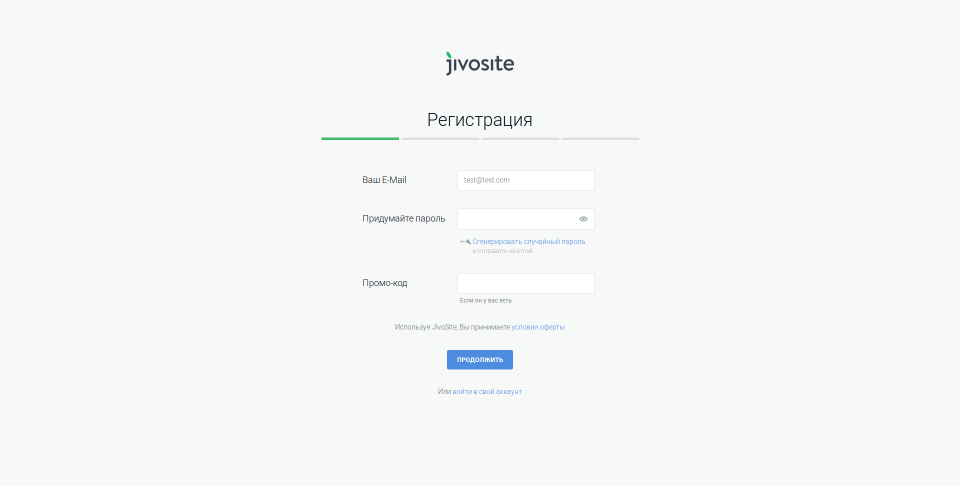 jivosite
Регистрация
Ваш E-Mail
test@test.com
Придумайте пароль
Сгенерировать случайный пароль
и отправить на email
Промо-код
Если он у вас есть
Используя JivoSite, Вы принимаете условия оферты
ПРОДОЛЖИТЬ
Или войти в свой аккаунт